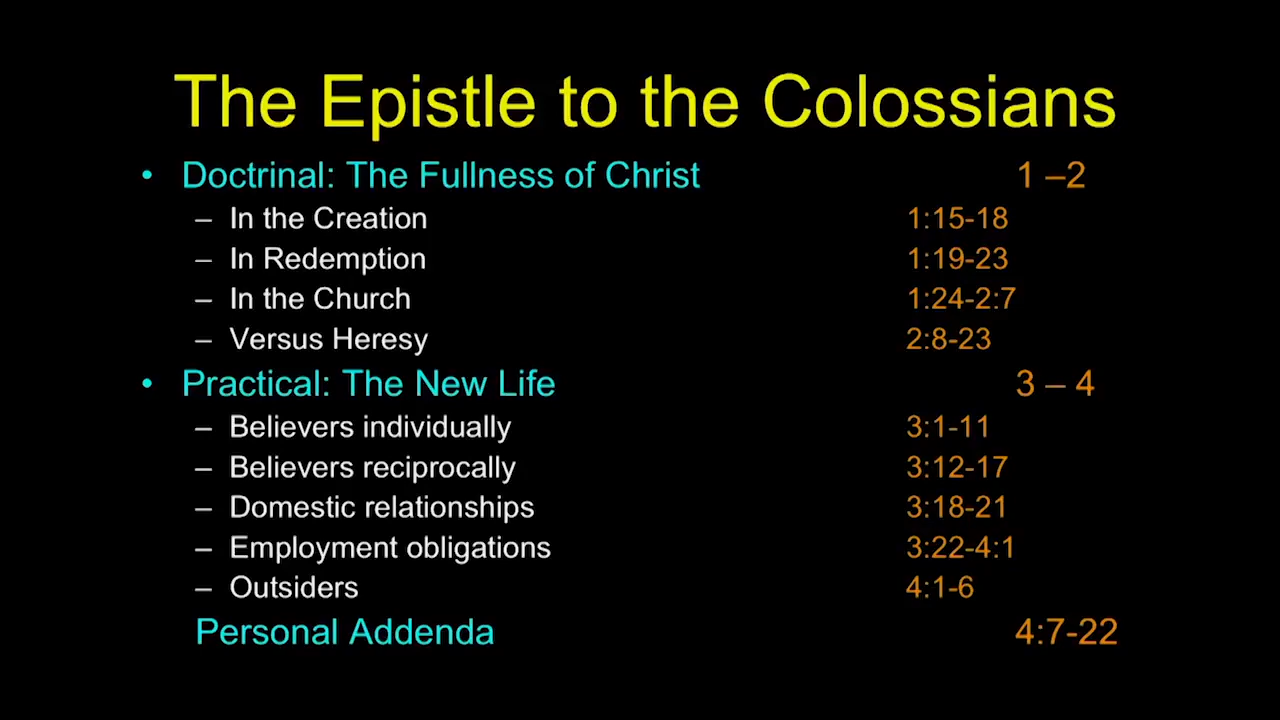 The Epistle to the Colossians
• Doctrinal: The Fullness of Christ 1 –2
– In the Creation 1:15-18
– In Redemption 1:19-23
– In the Church 1:24-2:7
– Versus Heresy 2:8-23
• Practical: The New Life 3 – 4
– Believers individually 3:1-11
– Believers reciprocally 3:12-17
– Domestic relationships 3:18-21
– Employment obligations 3:22-4:1
– Outsiders 4:1-6
Personal Addenda 4:7-22